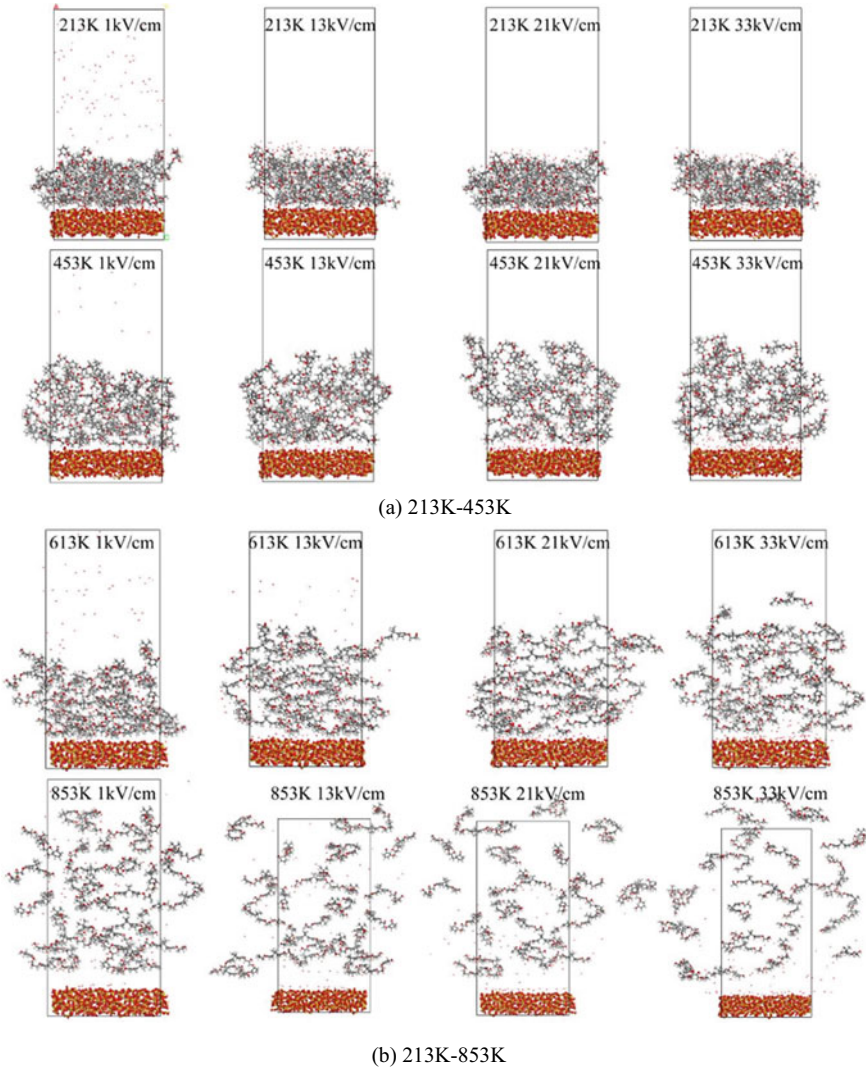 213K 1kV/cm
213K 13kV/cm
213K 21kV/cm
213K 33kV/cm
453K 1kV/cm
453K 13kV/cm
453K 21kV/cm
453K 33kV/cm
(a) 213K-453K
613K 1kV/cm
613K 13kV/cm
613K 21kV/cm
613K 33kV/cm
853K 1kV/cm
853K 13kV/cm
853K 21kV/cm
853K 33kV/cm
(b) 213K-853K